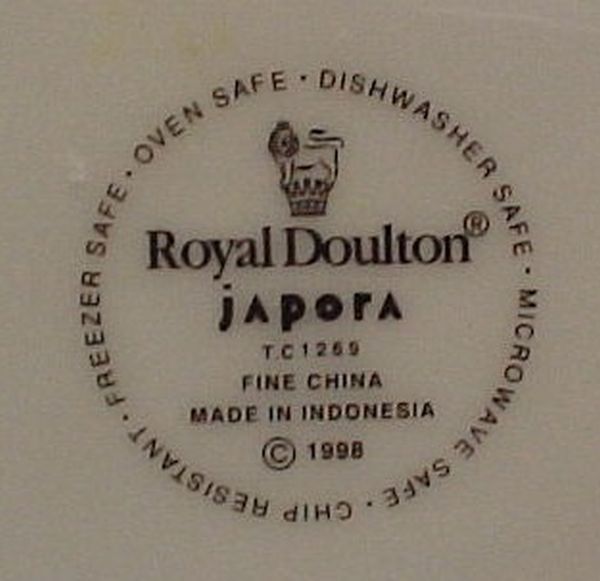 OVEN SAFE · DISHWASHER SAFE · MICROWAVE SAFE · CHIP RESISTANT · FREEZER SAFE ·
Royal Doulton®
jAporA
T.C 1269
FINE CHINA
MADE IN INDONESIA
© 1998